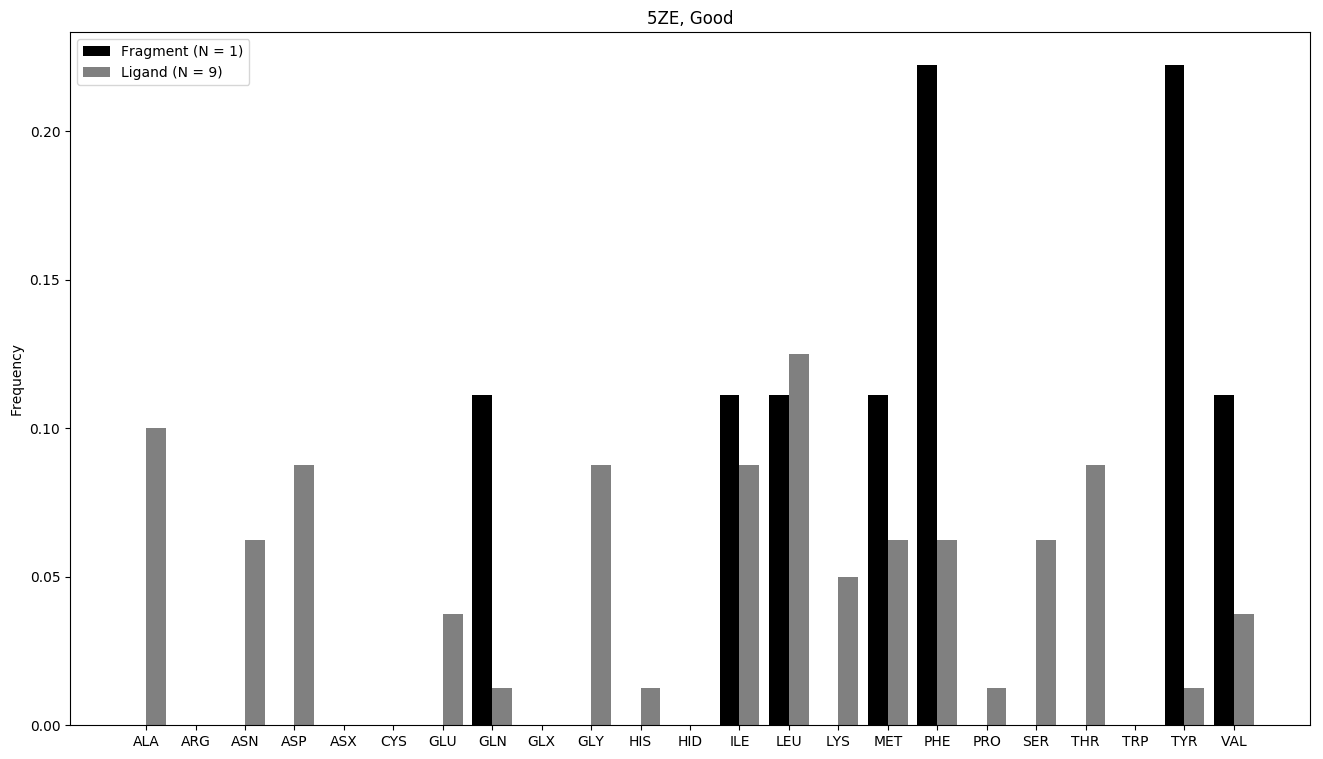 5ZE, Good
Fragment (N = 1)
Ligand (N = 9)
Frequency
0.20
0.15
0.10
0.05
0.00
ALA ARG ASN ASP ASX CYS GLU GLN GLX GLY HIS HID ILE LEU LYS MET PHE PRO SER THR TRP TYR VAL